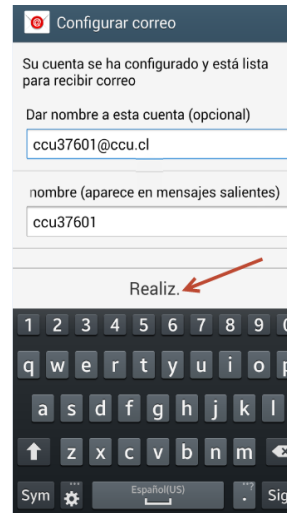 Configurar correo
Su cuenta se ha configurado y está lista
para recibir correo
Dar nombre a esta cuenta (opcional)
ccu37601@ccu.cl
nombre (aparece en mensajes salientes)
ccu37601
Realiz.
1 2 3 4 5 6 7 8 9 0
q w e r t y u i o p
a s d f g h j k l
z x c v b n m
Sym Español(US) .,?! Sig